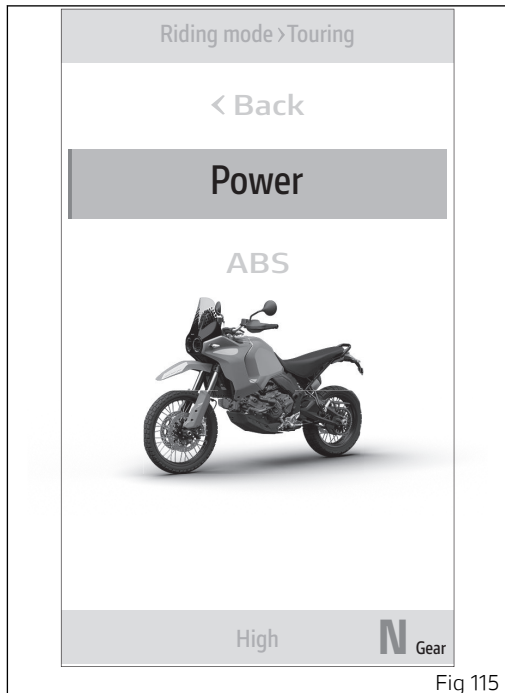 Riding mode ›Touring
‹ Back
Power
ABS
High
N Gear
Fig 115